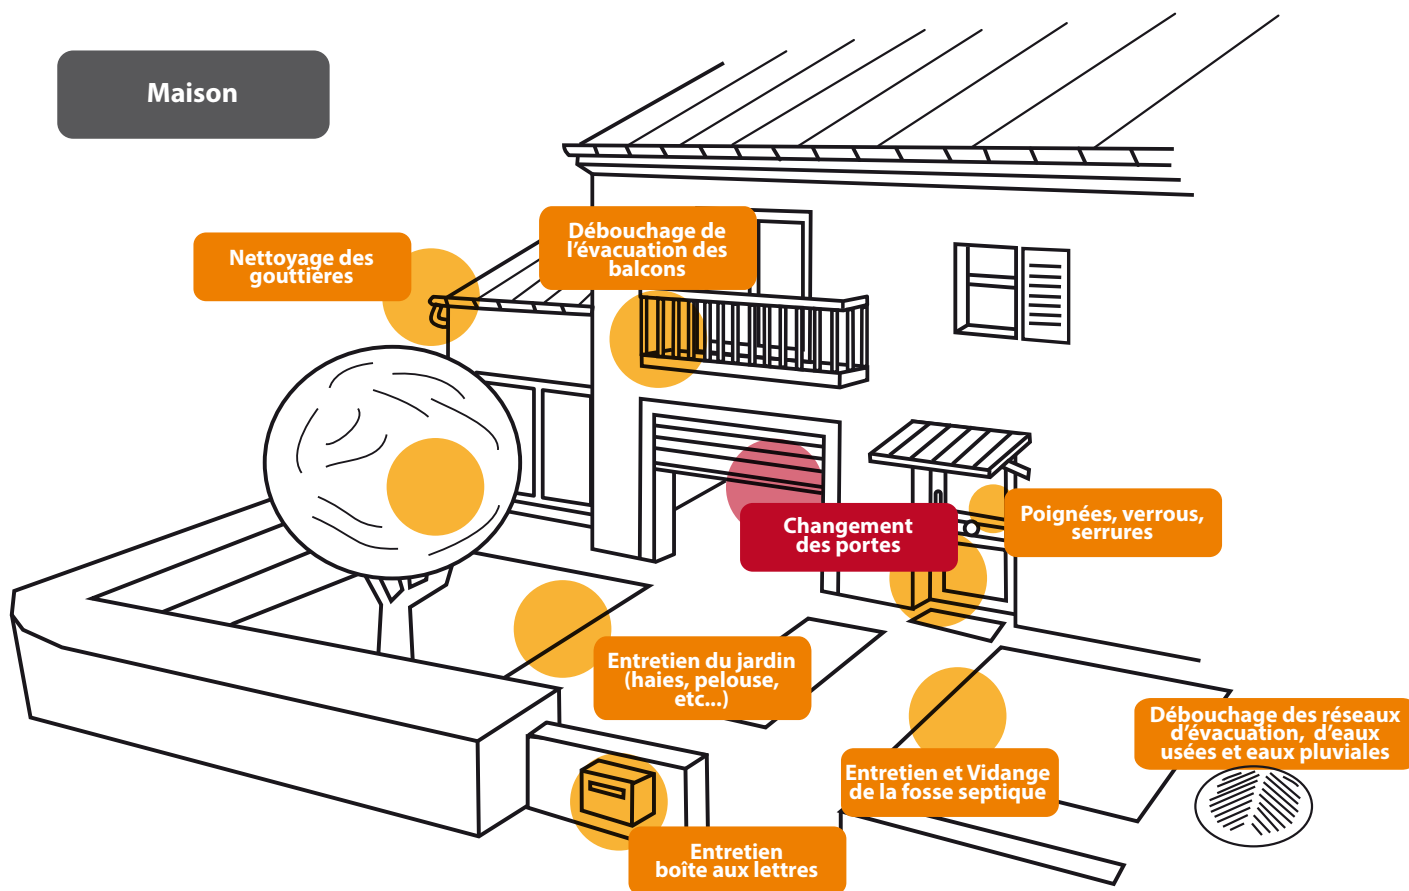 Maison
Débouchage de
l'évacuation des
balcons
Nettoyage des
gouttières
Changement
des portes
Poignées, verrous,
serrures
Entretien du jardin
(haies, pelouse,
etc...)
Débouchage des réseaux
d'évacuation, d'eaux
usées et eaux pluviales
Entretien et Vidange
de la fosse septique
Entretien
boîte aux lettres